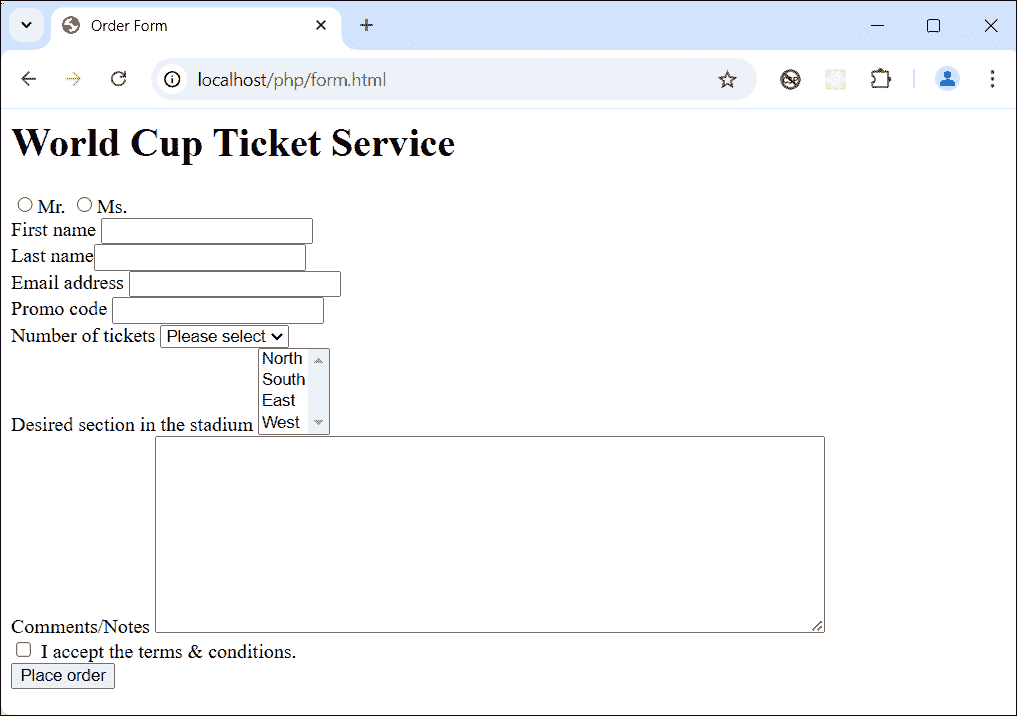 Order Form
localhost/php/form.html
World Cup Ticket Service
Mr. Ms.
First name
Last name
Email address
Promo code
Number of tickets Please select
North
South
East
Desired section in the stadium West
Comments/Notes
I accept the terms & conditions.
Place order